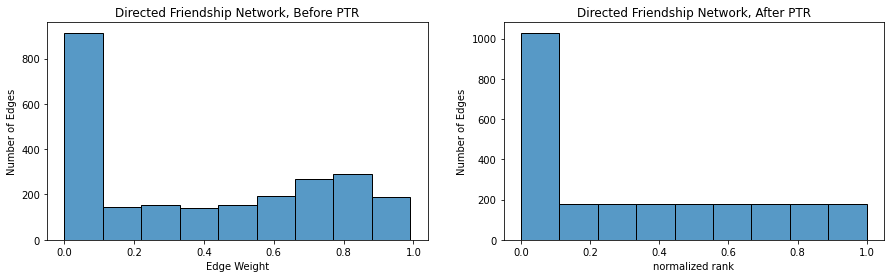 Directed Friendship Network, Before PTR
Number of Edges
800
600
400
200
0
0.0 0.2 0.4 0.6 0.8 1.0
Edge Weight
Directed Friendship Network, After PTR
Number of Edges
1000
800
600
400
200
0
0.0 0.2 0.4 0.6 0.8 1.0
normalized rank